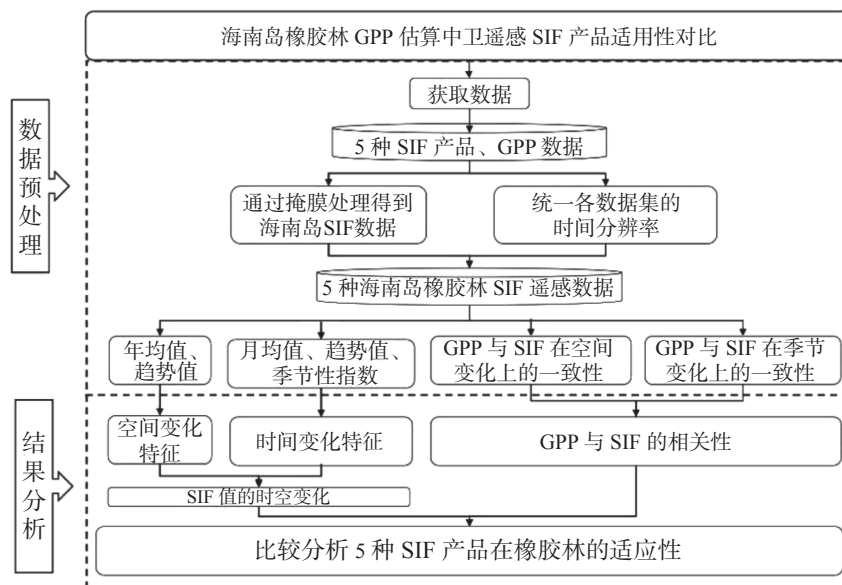 海南岛橡胶林 GPP 估算中卫遥感 SIF 产品适用性对比
数据预处理
获取数据
5 种 SIF 产品、GPP 数据
通过掩膜处理得到
海南岛SIF数据
统一各数据集的
时间分辨率
5 种海南岛橡胶林 SIF 遥感数据
年均值、
趋势值
月均值、趋势值、
季节性指数
GPP 与 SIF 在空间
变化上的一致性
GPP 与 SIF 在季节
变化上的一致性
结果分析
空间变化
特征
时间变化特征
GPP 与 SIF 的相关性
SIF 值的时空变化
比较分析 5 种 SIF 产品在橡胶林的适应性